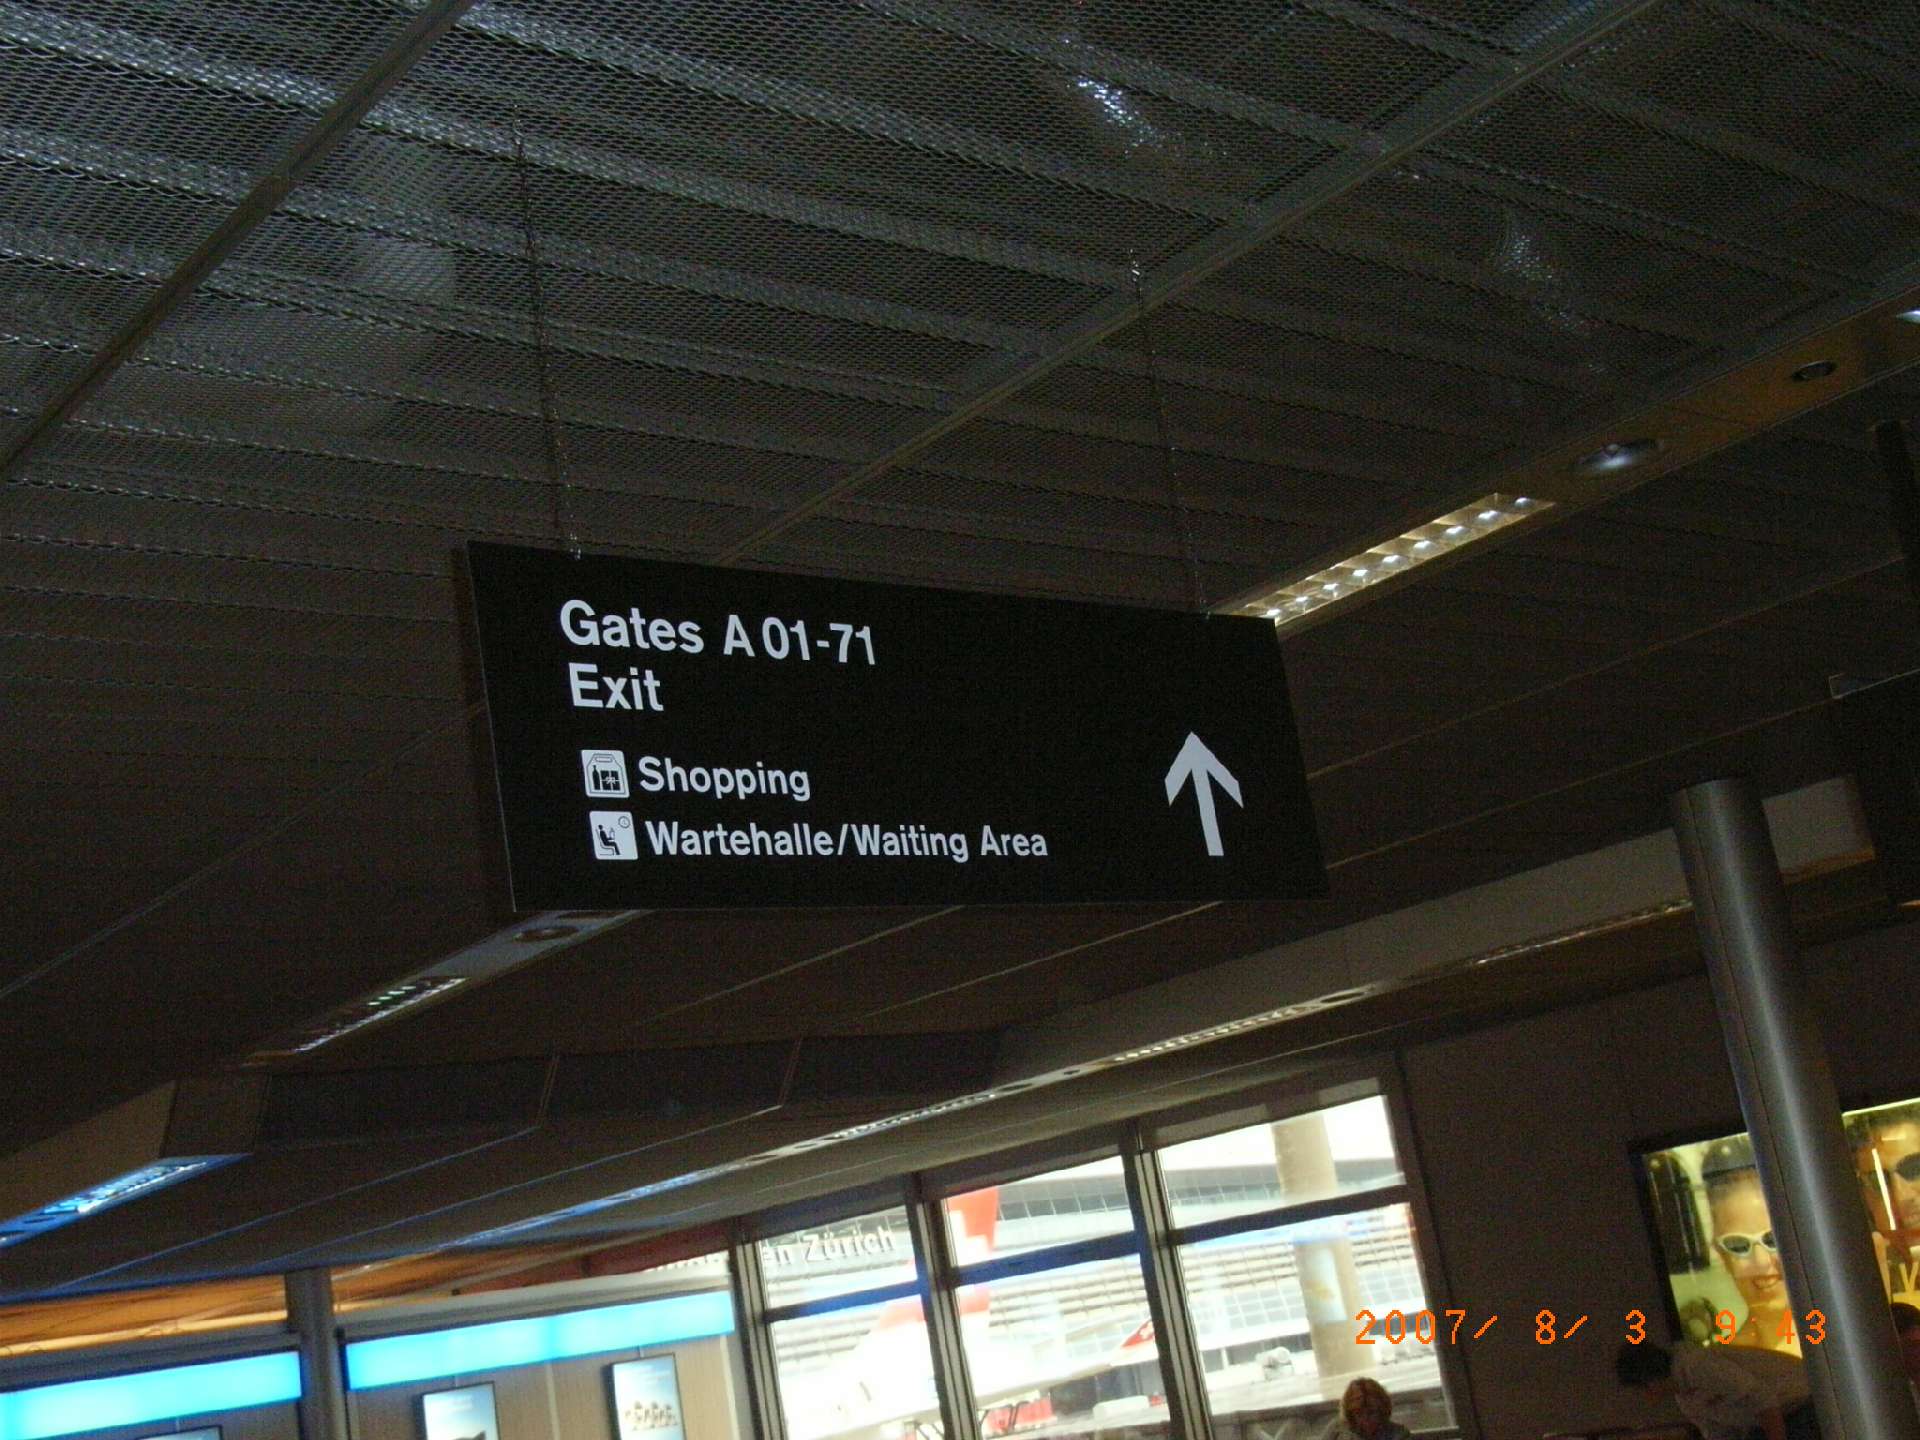 Gates A 01-71
Exit
Shopping
Wartehalle/Waiting Area
Zürich
2007/ 8/ 3 9:43